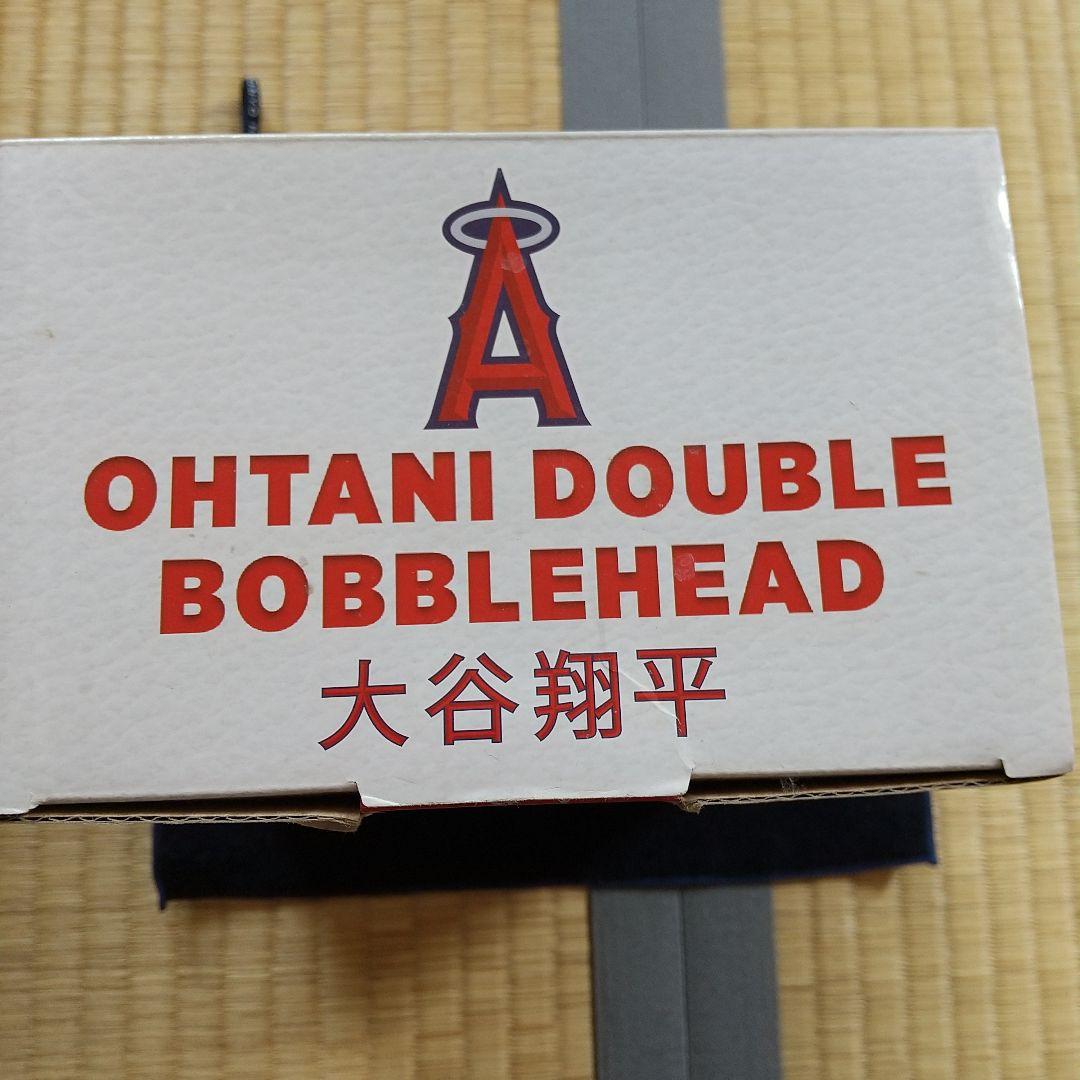 A
OHTANI DOUBLE
BOBBLEHEAD
大谷翔平